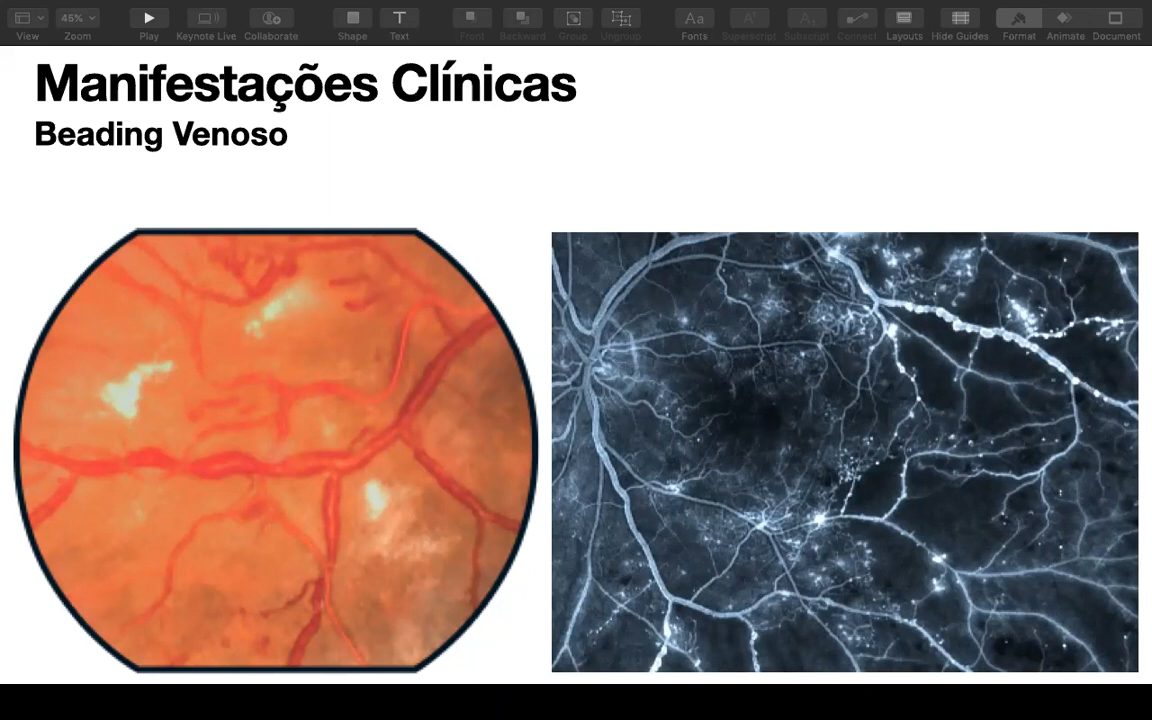 45%
View
Zoom
Play
Keynote Live
Collaborate
Shape
Text
Front
Backward
Group
Ungroup
Fonts
Superscript
Subscript
Connect
Layouts
Hide Guides
Format
Animate
Document
Manifestações Clínicas
Beading Venoso